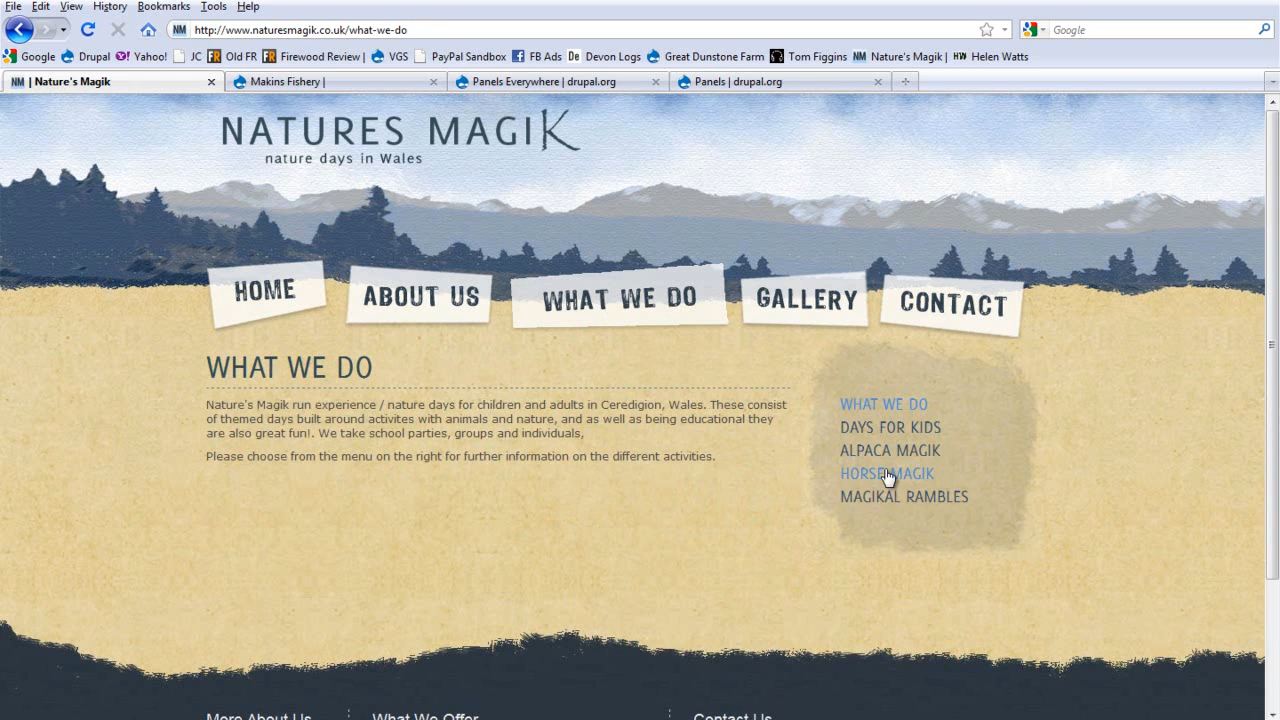 File Edit View History Bookmarks Tools Help
NM http://www.naturesmagik.co.uk/what-we-do Google
Google Drupal Yahoo! JC FR Old FR FR Firewood Review | VGS PayPal Sandbox FB Ads De Devon Logs Great Dunstone Farm Tom Figgins NM Nature's Magik | HW Helen Watts
NM | Nature's Magik Makins Fishery | Panels Everywhere | drupal.org Panels | drupal.org
NATURES MAGIK
nature days in Wales
HOME ABOUT US WHAT WE DO GALLERY CONTACT
WHAT WE DO
Nature's Magik run experience / nature days for children and adults in Ceredigion, Wales. These consist
of themed days built around activites with animals and nature, and as well as being educational they
are also great fun!. We take school parties, groups and individuals,
Please choose from the menu on the right for further information on the different activities.
WHAT WE DO
DAYS FOR KIDS
ALPACA MAGIK
HORSE MAGIK
MAGIKAL RAMBLES
More About Us What We Offer Contact Us